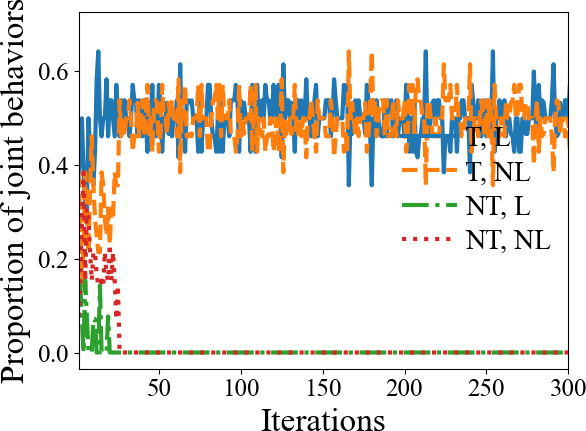 Proportion of joint behaviors
0.6
0.4
0.2
0.0
T, L
T, NL
NT, L
NT, NL
50
100
150
200
250
300
Iterations